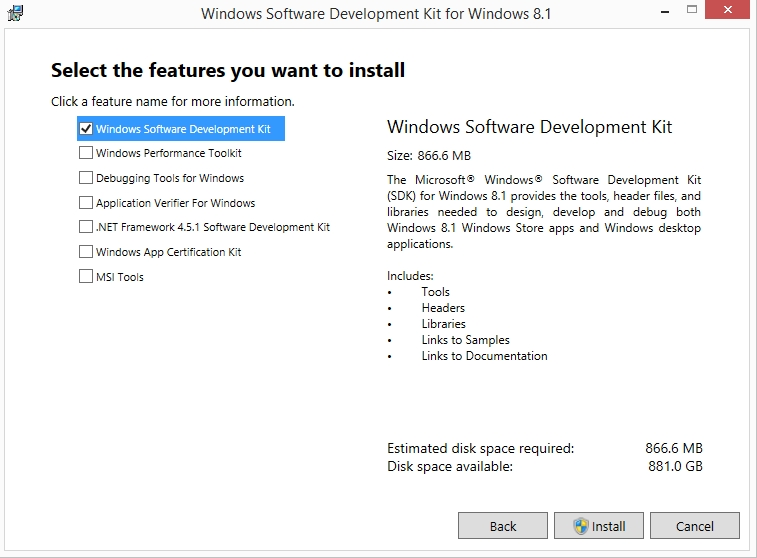 Windows Software Development Kit for Windows 8.1
Select the features you want to install
Click a feature name for more information.
Windows Software Development Kit
Windows Performance Toolkit
Debugging Tools for Windows
Application Verifier For Windows
.NET Framework 4.5.1 Software Development Kit
Windows App Certification Kit
MSI Tools
Windows Software Development Kit
Size: 866.6 MB
The Microsoft® Windows® Software Development Kit
(SDK) for Windows 8.1 provides the tools, header files, and
libraries needed to design, develop and debug both
Windows 8.1 Windows Store apps and Windows desktop
applications.
Includes:
• Tools
• Headers
• Libraries
• Links to Samples
• Links to Documentation
Estimated disk space required: 866.6 MB
Disk space available: 881.0 GB
Back Install Cancel